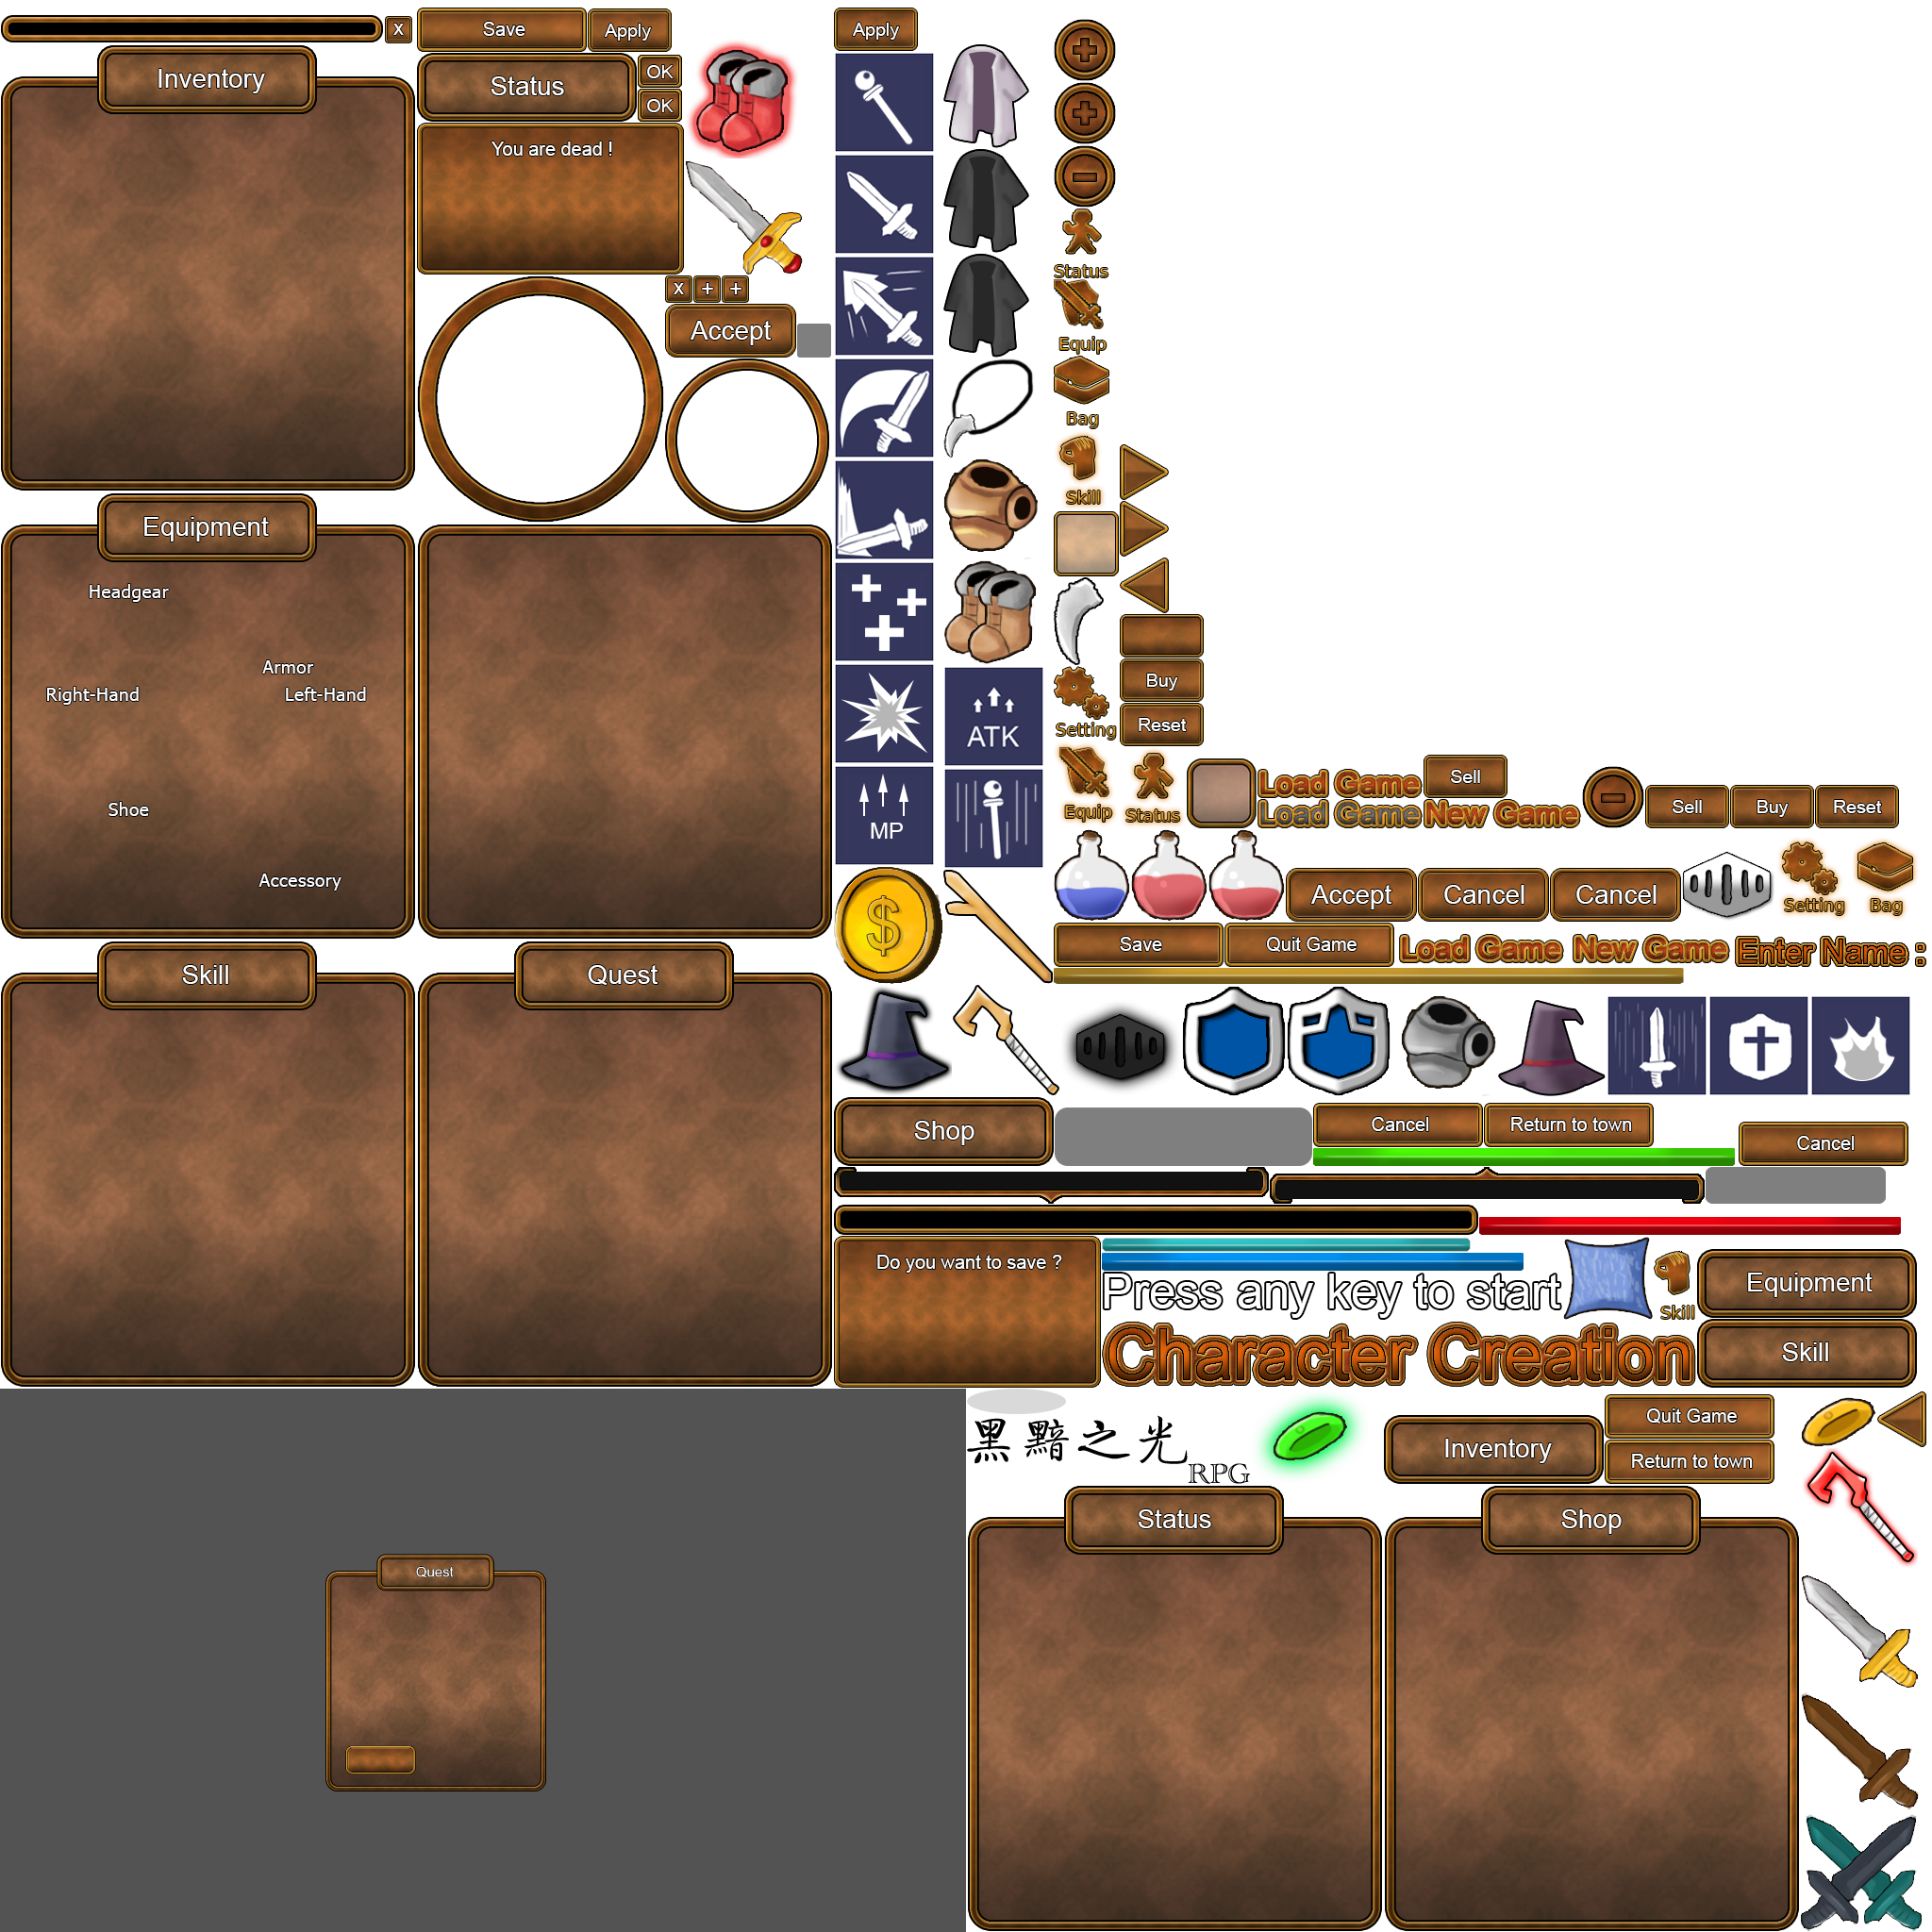 x
Save
Apply
Apply
Inventory
Status
OK
OK
You are dead !
Status
x + +
Equip
Accept
Bag
Skill
Equipment
Headgear
Armor
Right-Hand
Left-Hand
Shoe
Accessory
Buy
Setting
Reset
ATK
MP
Equip
Status
Load Game
Sell
Load Game
New Game
Sell
Buy
Reset
$
Accept
Cancel
Cancel
Setting
Bag
Save
Quit Game
Load Game
New Game
Enter Name :
Skill
Quest
Shop
Cancel
Return to town
Cancel
Do you want to save ?
Press any key to start
Skill
Equipment
Character Creation
Skill
黑黯之光
RPG
Inventory
Quit Game
Return to town
Status
Shop
Quest